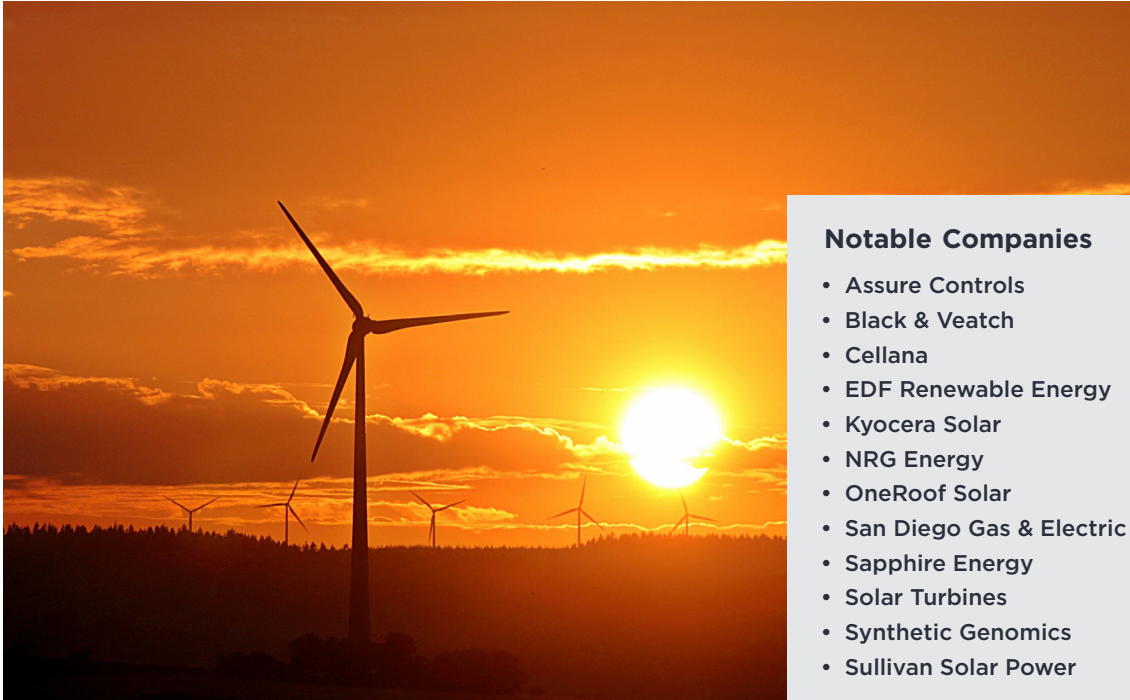 Notable Companies
• Assure Controls
• Black & Veatch
• Cellana
• EDF Renewable Energy
• Kyocera Solar
• NRG Energy
• OneRoof Solar
• San Diego Gas & Electric
• Sapphire Energy
• Solar Turbines
• Synthetic Genomics
• Sullivan Solar Power